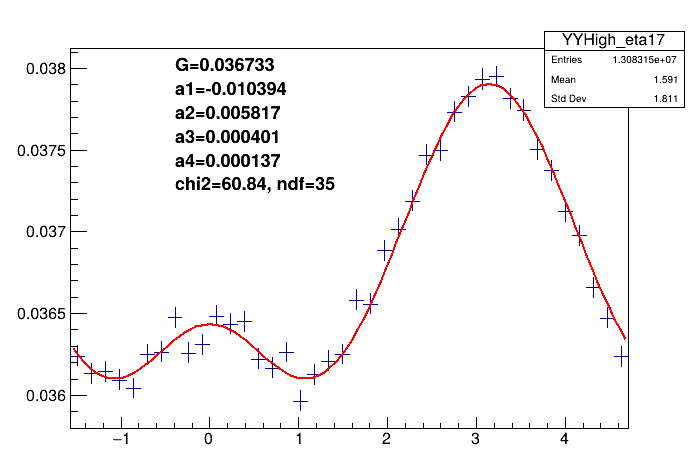 YYHigh_eta17
Entries 1.308315e+07
Mean 1.591
Std Dev 1.811
G=0.036733
a1=-0.010394
a2=0.005817
a3=0.000401
a4=0.000137
chi2=60.84, ndf=35
0.038
0.0375
0.037
0.0365
0.036
−1 0 1 2 3 4